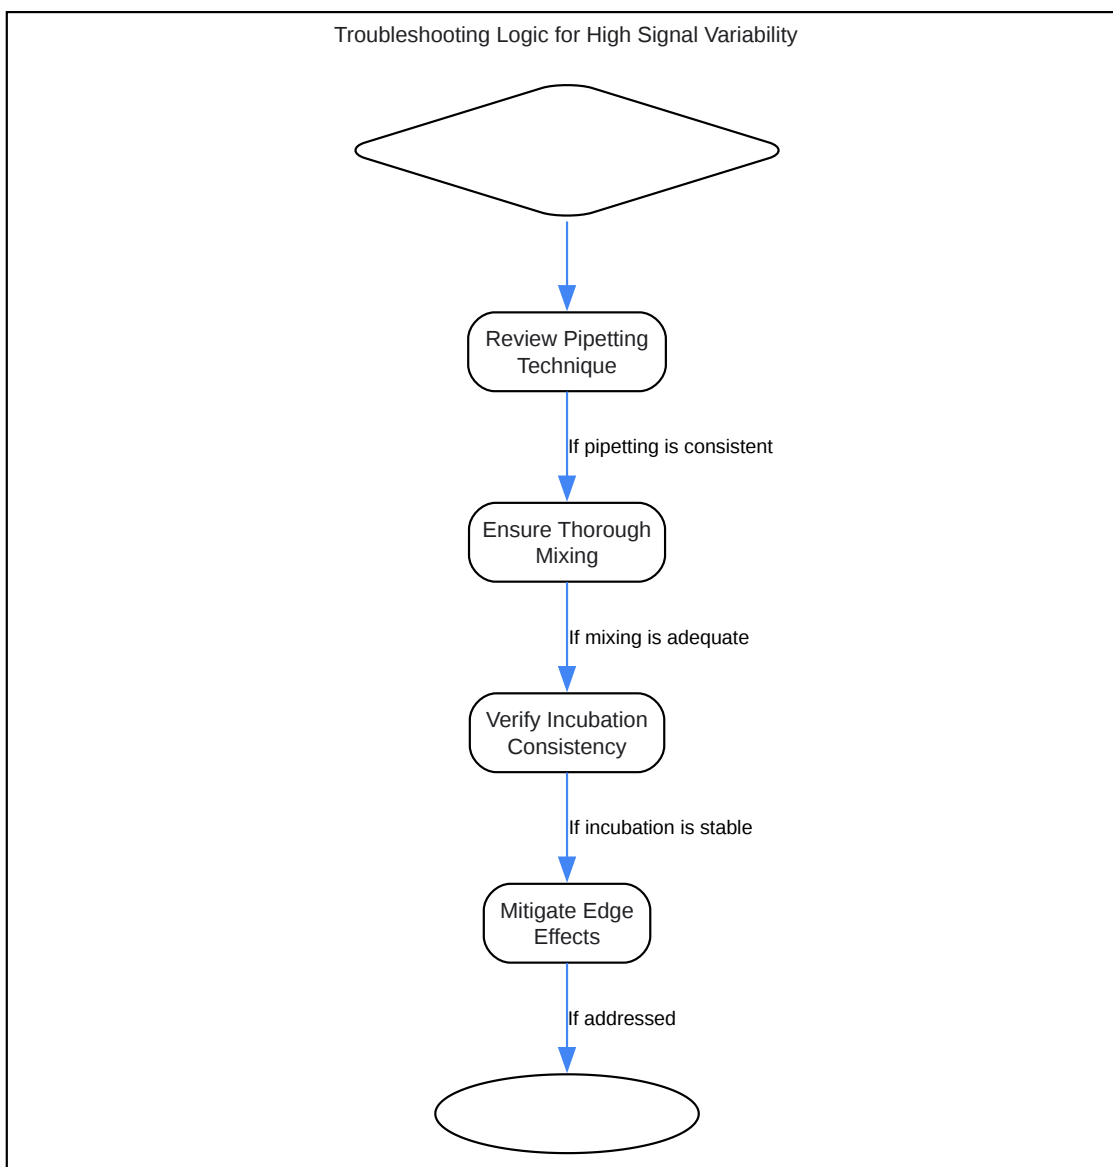 Troubleshooting Logic for High Signal Variability
Review Pipetting
Technique
If pipetting is consistent
Ensure Thorough
Mixing
If mixing is adequate
Verify Incubation
Consistency
If incubation is stable
Mitigate Edge
Effects
If addressed